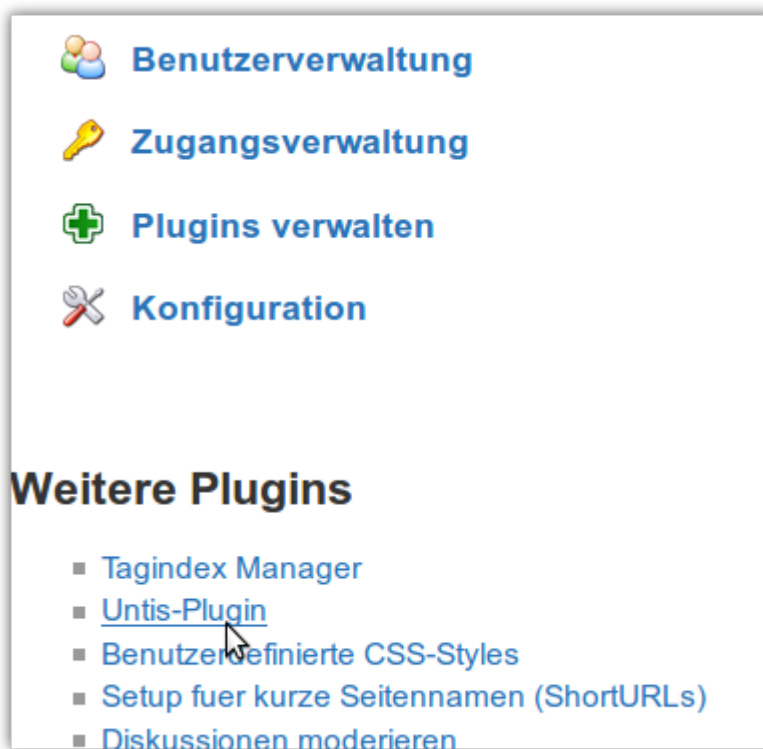 Benutzerverwaltung
Zugangsverwaltung
Plugins verwalten
Konfiguration
Weitere Plugins
Tagindex Manager
Untis-Plugin
Benutzerdefinierte CSS-Styles
Setup fuer kurze Seitennamen (ShortURLs)
Diskussionen moderieren